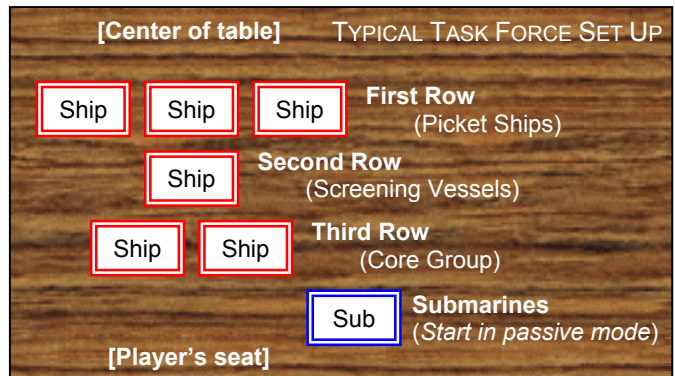 [Center of table] TYPICAL TASK FORCE SET UP
Ship Ship Ship First Row
(Picket Ships)
Ship Second Row
(Screening Vessels)
Ship Ship Third Row
(Core Group)
Sub Submarines
(Start in passive mode)
[Player's seat]